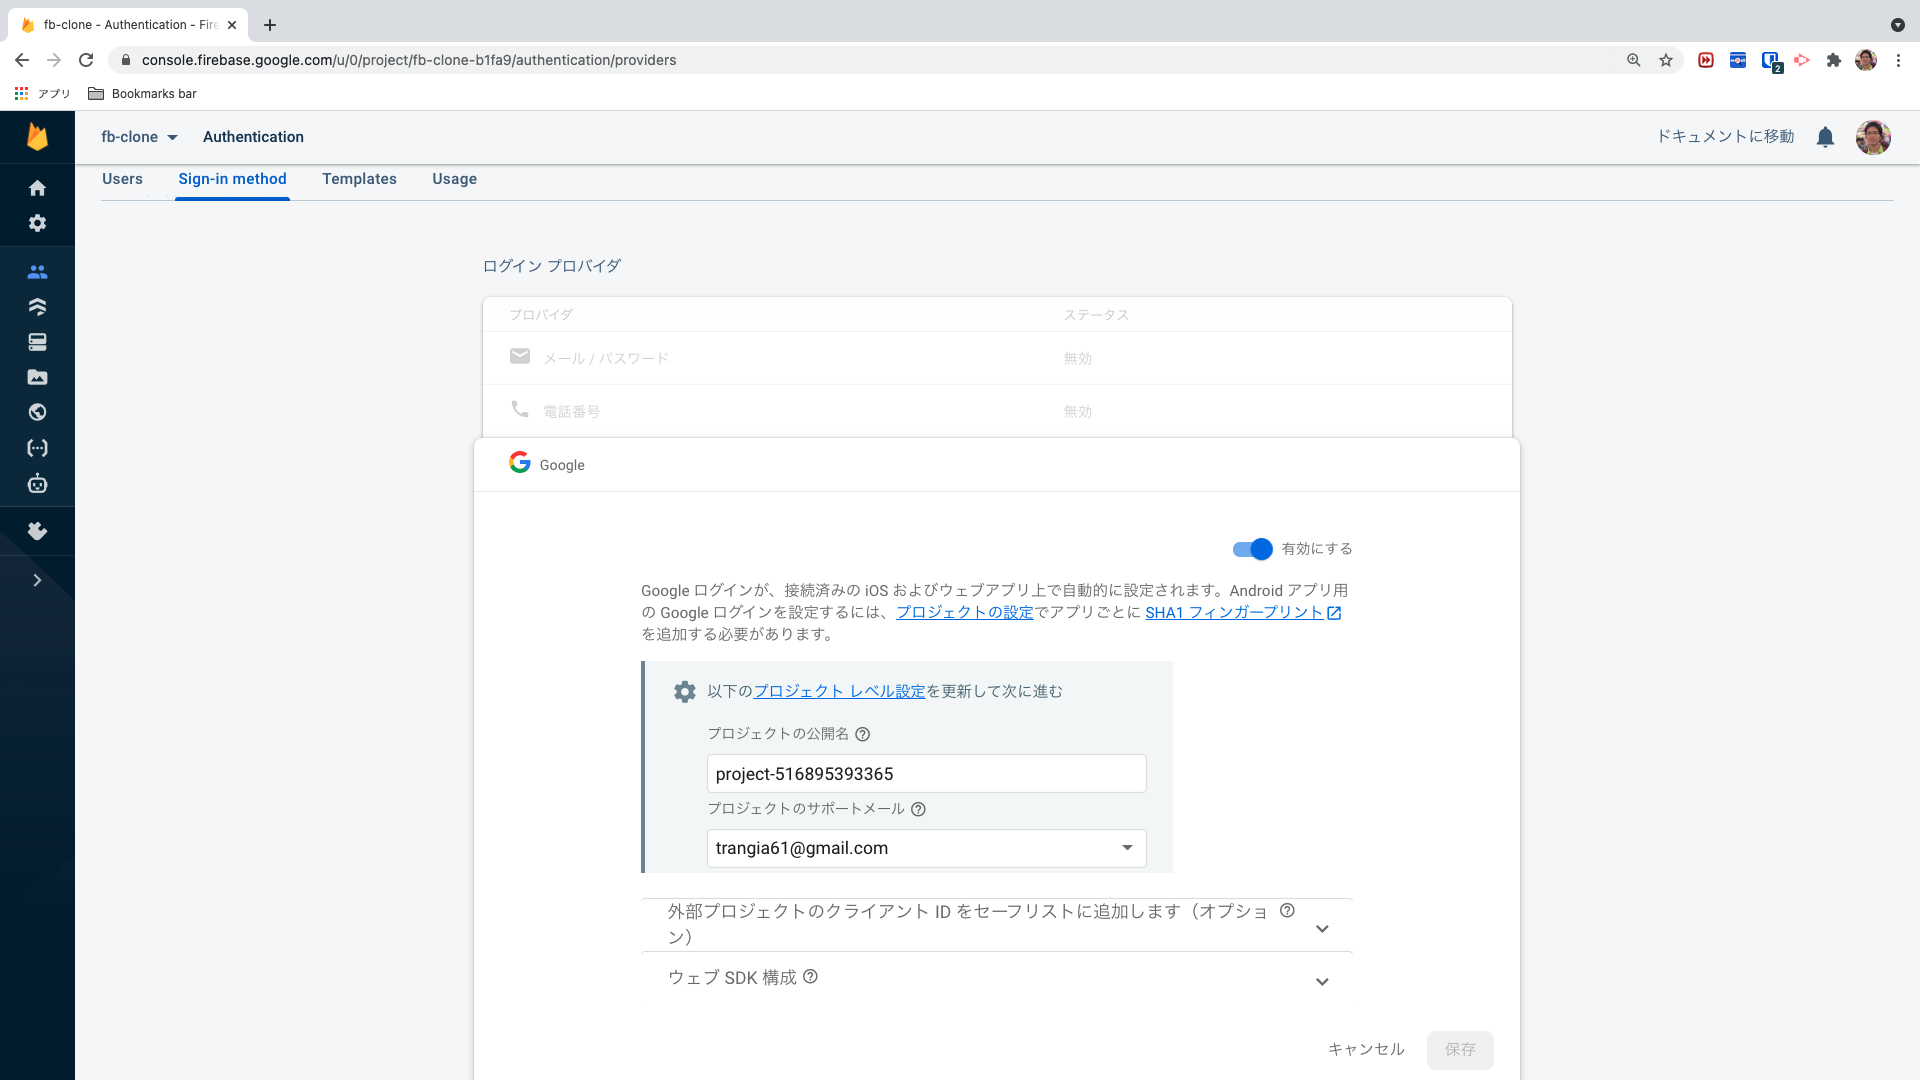 fb-clone - Authentication - Fire
console.firebase.google.com/u/0/project/fb-clone-b1fa9/authentication/providers
2
アプリ
Bookmarks bar
fb-clone
Authentication
ドキュメントに移動
Users
Sign-in method
Templates
Usage
ログイン プロバイダ
プロバイダ
ステータス
メール / パスワード
無効
電話番号
無効
Google
有効にする
Google ログインが、接続済みの iOS およびウェブアプリ上で自動的に設定されます。Android アプリ用
の Google ログインを設定するには、プロジェクトの設定でアプリごとに SHA1 フィンガープリント
を追加する必要があります。
以下のプロジェクト レベル設定を更新して次に進む
プロジェクトの公開名
project-516895393365
プロジェクトのサポートメール
trangia61@gmail.com
外部プロジェクトのクライアント ID をセーフリストに追加します（オプショ
ン）
ウェブ SDK 構成
キャンセル
保存